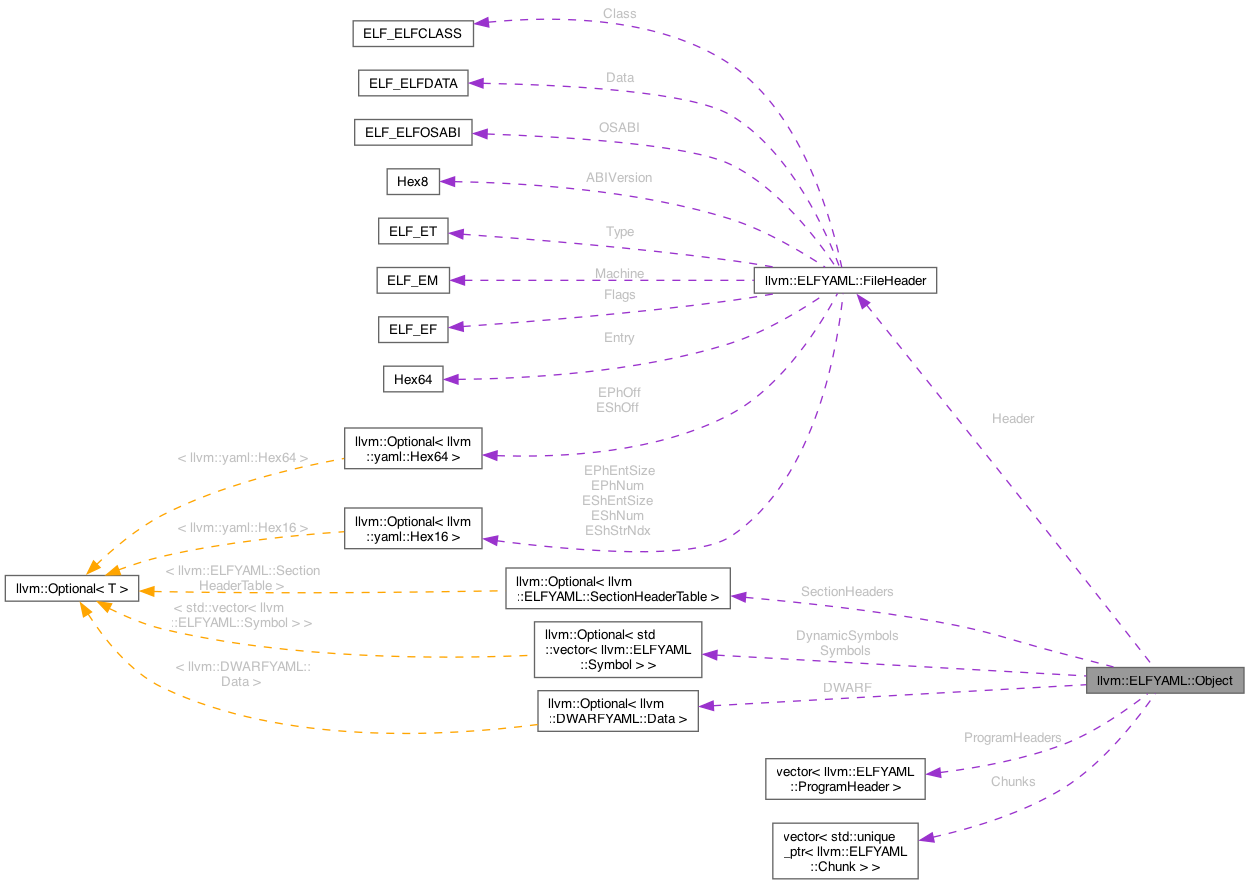 Class
ELF_ELFCLASS
Data
ELF_ELFDATA
OSABI
ELF_ELFOSABI
ABIVersion
Hex8
Type
ELF_ET
Machine
ELF_EM
llvm::ELFYAML::FileHeader
Flags
ELF_EF
Entry
Hex64
EPhOff
EShOff
Header
llvm::Optional< llvm
::yaml::Hex64 >
< llvm::yaml::Hex64 >
EPhEntSize
EPhNum
EShEntSize
EShNum
EShStrNdx
llvm::Optional< llvm
::yaml::Hex16 >
< llvm::yaml::Hex16 >
llvm::Optional< T >
< llvm::ELFYAML::Section
HeaderTable >
llvm::Optional< llvm
::ELFYAML::SectionHeaderTable >
SectionHeaders
< std::vector< llvm
::ELFYAML::Symbol > >
llvm::Optional< std
::vector< llvm::ELFYAML
::Symbol > >
DynamicSymbols
Symbols
< llvm::DWARFYAML::
Data >
llvm::Optional< llvm
::DWARFYAML::Data >
DWARF
llvm::ELFYAML::Object
ProgramHeaders
vector< llvm::ELFYAML
::ProgramHeader >
Chunks
vector< std::unique
_ptr< llvm::ELFYAML
::Chunk > >